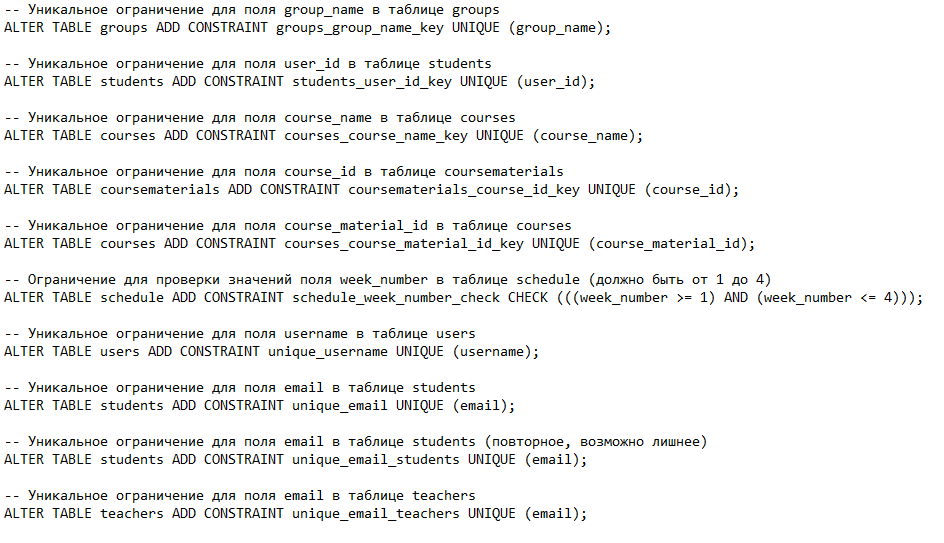 -- Уникальное ограничение для поля group_name в таблице groups
ALTER TABLE groups ADD CONSTRAINT groups_group_name_key UNIQUE (group_name);
-- Уникальное ограничение для поля user_id в таблице students
ALTER TABLE students ADD CONSTRAINT students_user_id_key UNIQUE (user_id);
-- Уникальное ограничение для поля course_name в таблице courses
ALTER TABLE courses ADD CONSTRAINT courses_course_name_key UNIQUE (course_name);
-- Уникальное ограничение для поля course_id в таблице coursematerials
ALTER TABLE coursematerials ADD CONSTRAINT coursematerials_course_id_key UNIQUE (course_id);
-- Уникальное ограничение для поля course_material_id в таблице courses
ALTER TABLE courses ADD CONSTRAINT courses_course_material_id_key UNIQUE (course_material_id);
-- Ограничение для проверки значений поля week_number в таблице schedule (должно быть от 1 до 4)
ALTER TABLE schedule ADD CONSTRAINT schedule_week_number_check CHECK (((week_number >= 1) AND (week_number <= 4)));
-- Уникальное ограничение для поля username в таблице users
ALTER TABLE users ADD CONSTRAINT unique_username UNIQUE (username);
-- Уникальное ограничение для поля email в таблице students
ALTER TABLE students ADD CONSTRAINT unique_email UNIQUE (email);
-- Уникальное ограничение для поля email в таблице students (повторное, возможно лишнее)
ALTER TABLE students ADD CONSTRAINT unique_email_students UNIQUE (email);
-- Уникальное ограничение для поля email в таблице teachers
ALTER TABLE teachers ADD CONSTRAINT unique_email_teachers UNIQUE (email);